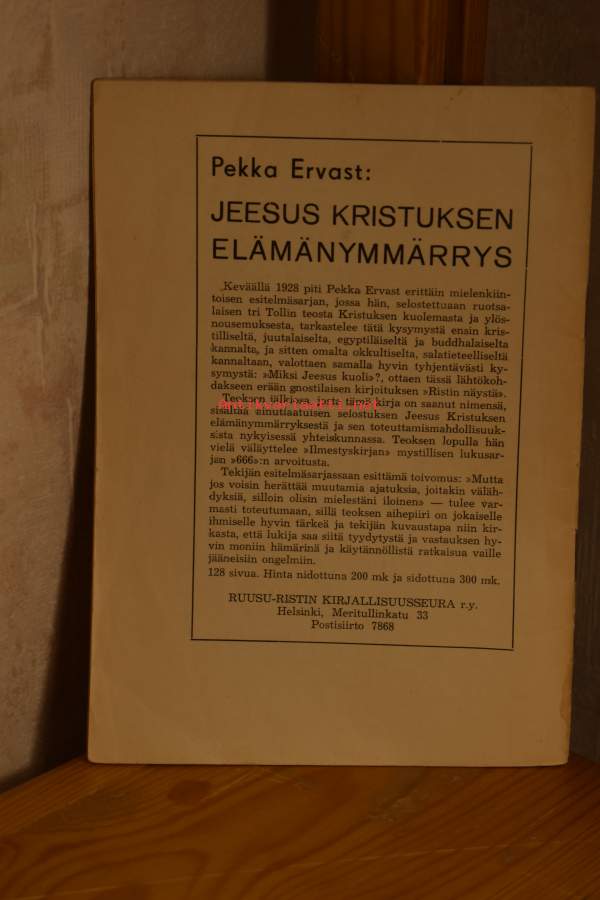 Pekka Ervast:
JEESUS KRISTUKSEN
ELÄMÄNYMMÄRRYS
Keväällä 1928 piti Pekka Ervast erittäin mielenkiin-
toisen esitelmäsarjan, jossa hän, selostettuaan ruotsa-
laisen tri Tollin teosta Kristuksen kuolemasta ja ylös-
nousemuksesta, tarkastelee tätä kysymystä ensin kris-
tilliseltä, juutalaiselta, egyptiläiseltä ja buddhalaiselta
kannalta, ja sitten omalta okkultiselta, salatieteelliseltä
kannaltaan, valottaen samalla hyvin tyhjentävästi ky-
symystä: »Miksi Jeesus kuoli»?, ottaen tässä lähtökoh-
dakseen erään gnostilaisen kirjoituksen »Ristin näystä».
Teoksen jälkiosa, josta tämä kirja on saanut nimensä,
sisältää ainutlaatuisen selostuksen Jeesus Kristuksen
elämänymmärryksestä ja sen toteuttamismahdollisuuk-
sista nykyisessä yhteiskunnassa. Teoksen lopulla hän
vielä väläyttelee »Ilmestyskirjan» mystillisen lukusar-
jan »666»:n arvoitusta.
Tekijän esitelmäsarjassaan esittämä toivomus: »Mutta
jos voisin herättää muutamia ajatuksia, joitakin väläh-
dyksiä, silloin olisin mielestäni iloinen» — tulee var-
masti toteutumaan, sillä teoksen aihepiiri on jokaiselle
ihmiselle hyvin tärkeä ja tekijän kuvaustapa niin kir-
kasta, että lukija saa siitä tyydytystä ja vastauksen hy-
vin moniin hämärinä ja käytännöllistä ratkaisua vaille
jääneisiin ongelmiin.
128 sivua. Hinta nidottuna 200 mk ja sidottuna 300 mk.
RUUSU-RISTIN KIRJALLISUUSSEURA r.y.
Helsinki, Meritullinkatu 33
Postisiirto 7868